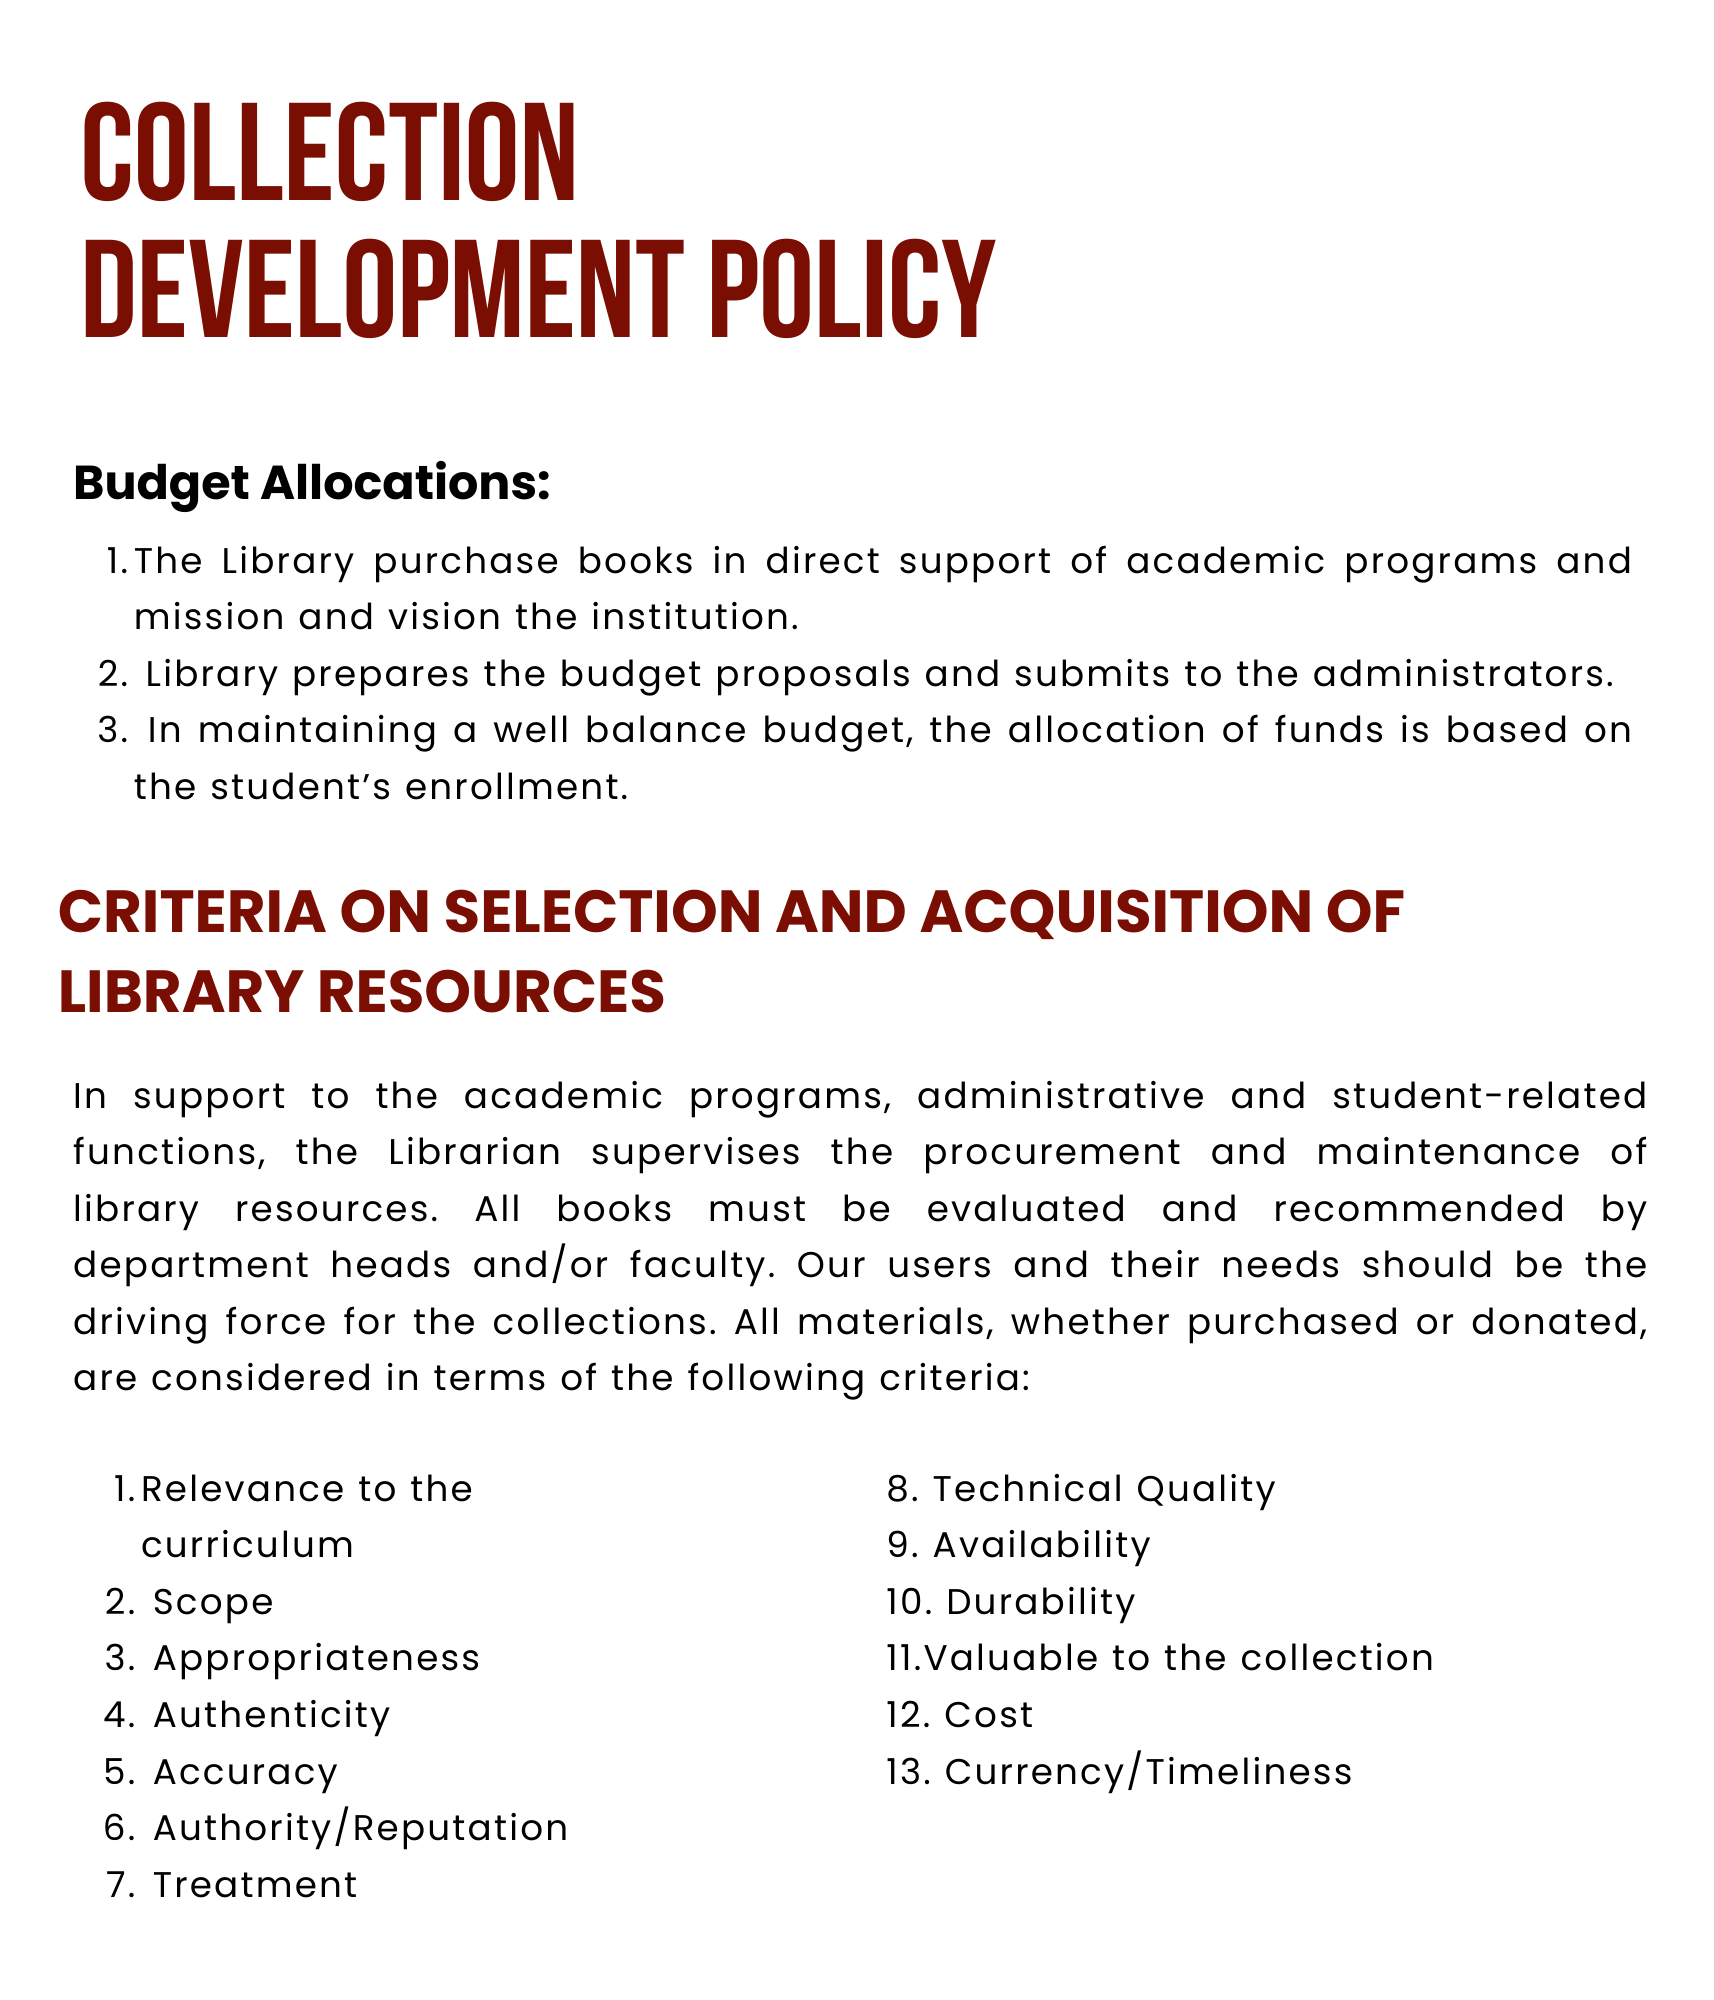 COLLECTION
DEVELOPMENT POLICY
Budget Allocations:
1. The Library purchase books in direct support of academic programs and
mission and vision the institution.
2. Library prepares the budget proposals and submits to the administrators.
3. In maintaining a well balance budget, the allocation of funds is based on
the student’s enrollment.
CRITERIA ON SELECTION AND ACQUISITION OF
LIBRARY RESOURCES
In support to the academic programs, administrative and student-related
functions, the Librarian supervises the procurement and maintenance of
library resources. All books must be evaluated and recommended by
department heads and/or faculty. Our users and their needs should be the
driving force for the collections. All materials, whether purchased or donated,
are considered in terms of the following criteria:
1. Relevance to the
curriculum
2. Scope
3. Appropriateness
4. Authenticity
5. Accuracy
6. Authority/Reputation
7. Treatment
8. Technical Quality
9. Availability
10. Durability
11.Valuable to the collection
12. Cost
13. Currency/Timeliness